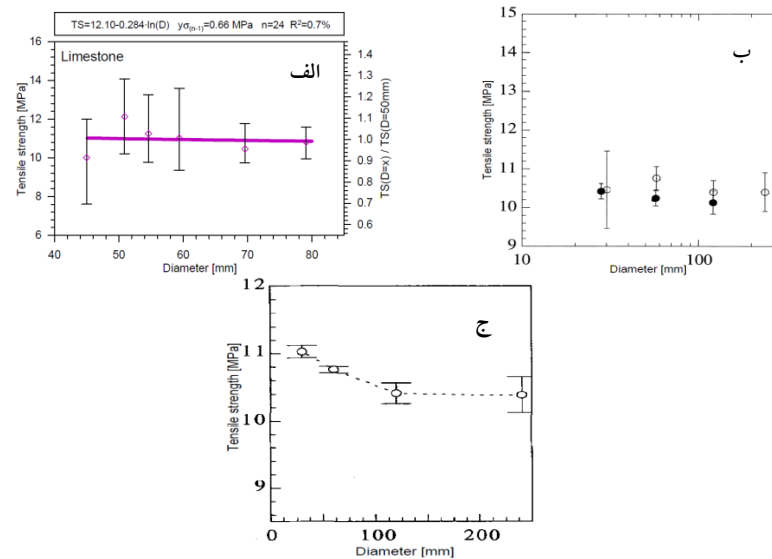 TS=12.10-0.284·ln(D) yσ(n-1)=0.66 MPa n=24 R²=0.7%
Limestone
الف
Tensile strength [MPa]
16
14
12
10
8
6
40 50 60 70 80
Diameter [mm]
1.4
1.3
1.2
1.1
1.0
0.9
0.8
0.7
0.6
TS(D=x) / TS(D=50mm)
ب
Tensile strength [MPa]
15
14
13
12
11
10
9
10 100
Diameter [mm]
ج
Tensile strength [MPa]
12
11
10
9
0 100 200
Diameter [mm]